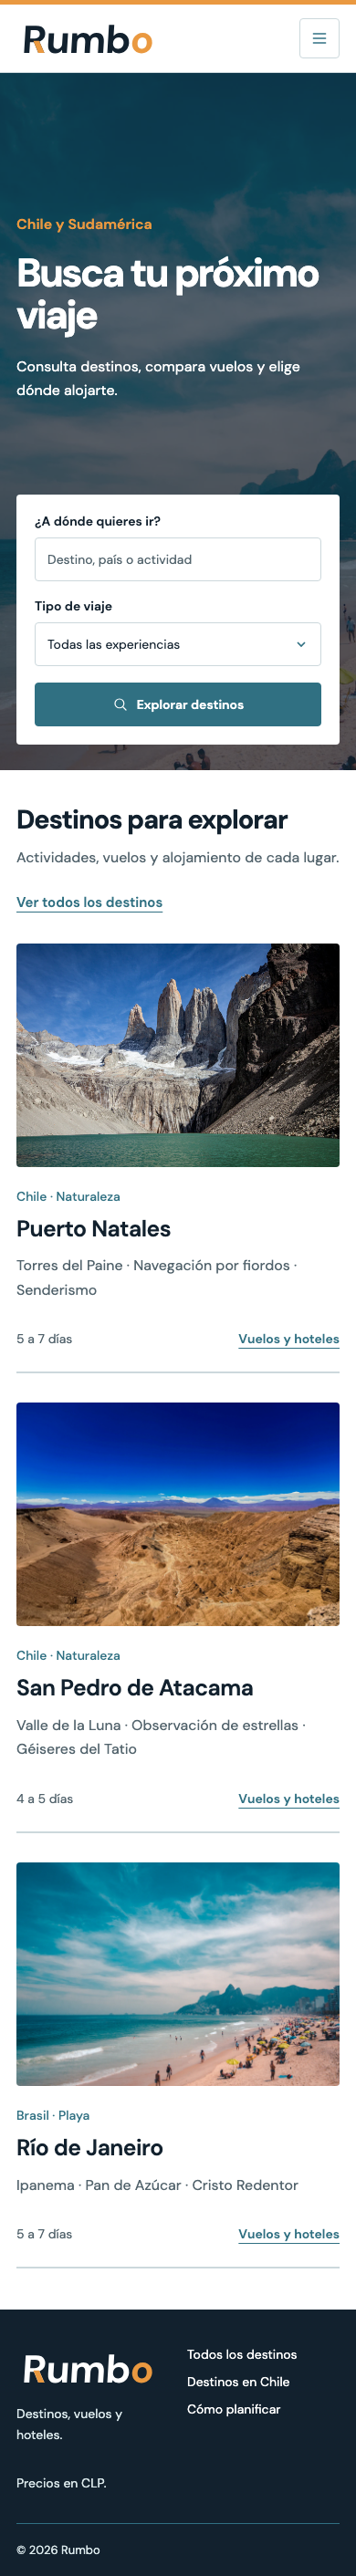 Rumbo
Chile y Sudamérica
Busca tu próximo
viaje
Consulta destinos, compara vuelos y elige
dónde alojarte.
¿A dónde quieres ir?
Destino, país o actividad
Tipo de viaje
Todas las experiencias
Explorar destinos
Destinos para explorar
Actividades, vuelos y alojamiento de cada lugar.
Ver todos los destinos
Chile · Naturaleza
Puerto Natales
Torres del Paine · Navegación por fiordos ·
Senderismo
5 a 7 días
Vuelos y hoteles
Chile · Naturaleza
San Pedro de Atacama
Valle de la Luna · Observación de estrellas ·
Géiseres del Tatio
4 a 5 días
Vuelos y hoteles
Brasil · Playa
Río de Janeiro
Ipanema · Pan de Azúcar · Cristo Redentor
5 a 7 días
Vuelos y hoteles
Rumbo
Destinos, vuelos y
hoteles.
Precios en CLP.
Todos los destinos
Destinos en Chile
Cómo planificar
© 2026 Rumbo